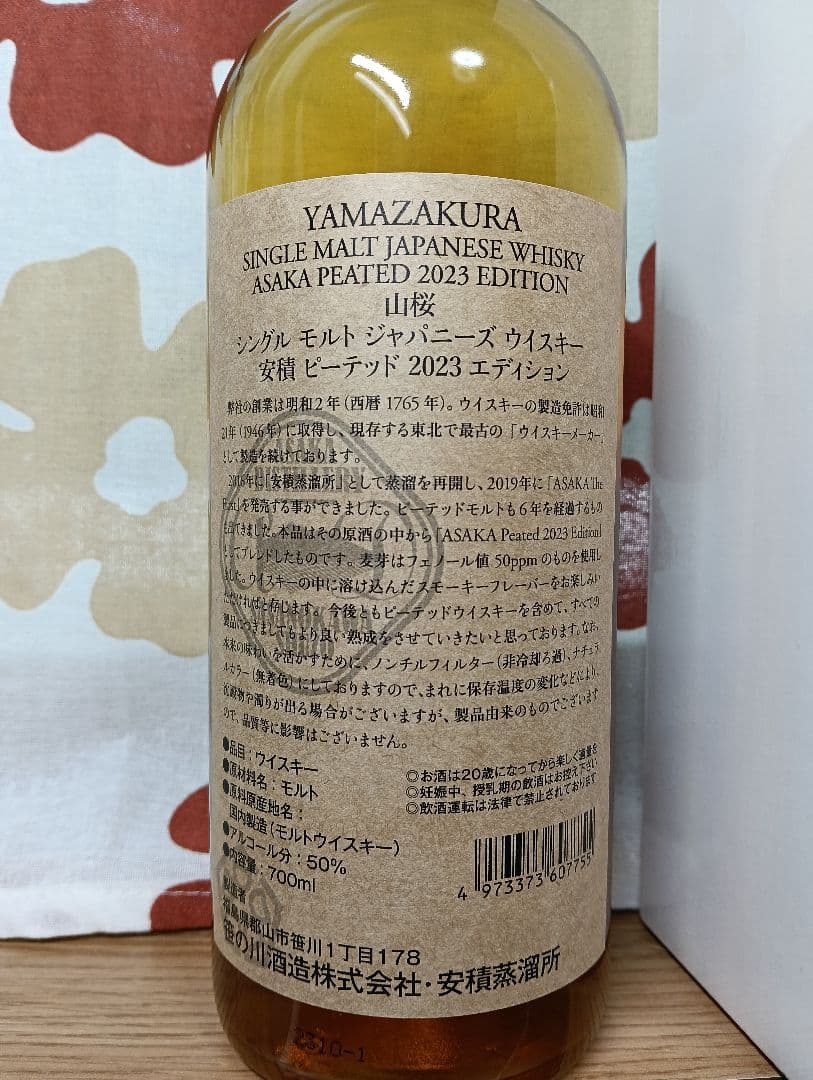 YAMAZAKURA
SINGLE MALT JAPANESE WHISKY
ASAKA PEATED 2023 EDITION
山桜
シングル モルト ジャパニーズ ウイスキー
安積 ピーテッド 2023 エディション
弊社の創業は明和2年（西暦1765年）。ウイスキーの製造免許は昭和
21年（1946年）に取得し、現存する東北で最古の「ウイスキーメーカー」
として製造を続けております。
2016年に「安積蒸溜所」として蒸溜を再開し、2019年に「ASAKA The
First」を発売する事ができました。ピーテッドモルトも6年を経過するもの
も出てきました。本品はその原酒の中から「ASAKA Peated 2023 Edition」
としてブレンドしたものです。麦芽はフェノール値50ppmのものを使用し
ました。ウイスキーの中に溶け込んだスモーキーフレーバーをお楽しみい
ただければと存じます。今後ともピーテッドウイスキーを含めて、すべての
製品につきましてもより良い熟成をさせていきたいと思っております。なお、
本来の味わいを活かすために、ノンチルフィルター（非冷却ろ過）、ナチュラ
ルカラー（無着色）にしておりますので、まれに保存温度の変化などにより、
沈澱物や濁りが出る場合がございますが、製品由来のものでございます
ので、品質等に影響はございません。
●品目：ウイスキー
●原材料名：モルト
●原料原産地名：
国内製造（モルトウイスキー）
●アルコール分：50%
●内容量：700ml
◎お酒は20歳になってから楽しく適量を
◎妊娠中、授乳期の飲酒はお控え下さい
◎飲酒運転は法律で禁止されております
4 973373 607755
製造者
福島県郡山市笹川1丁目178
笹の川酒造株式会社・安積蒸溜所
ASAKA
DISTILLERY
2310-1